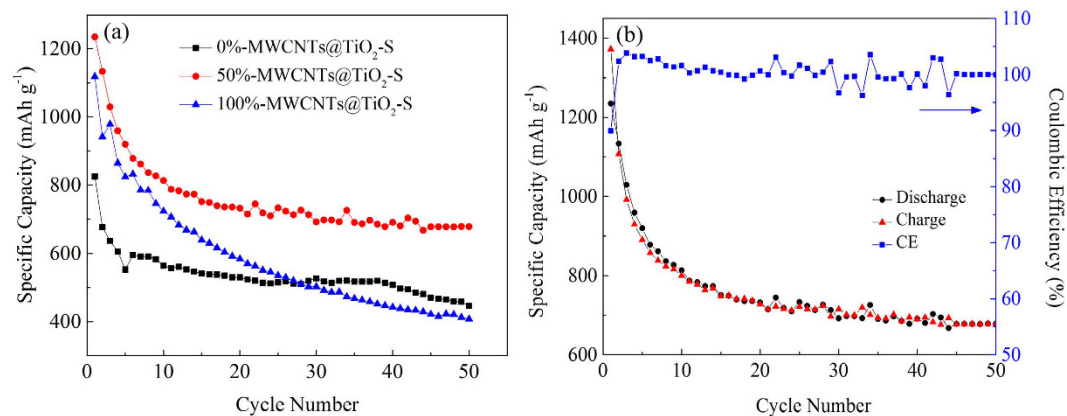 (a)
0%-MWCNTs@TiO2-S
50%-MWCNTs@TiO2-S
100%-MWCNTs@TiO2-S
1200
1000
800
600
400
Specific Capacity (mAh g-1)
0 10 20 30 40 50
Cycle Number
(b)
1400
1200
1000
800
600
Specific Capacity (mAh g-1)
Discharge
Charge
CE
110
100
90
80
70
60
50
Coulombic Efficiency (%)
0 10 20 30 40 50
Cycle Number